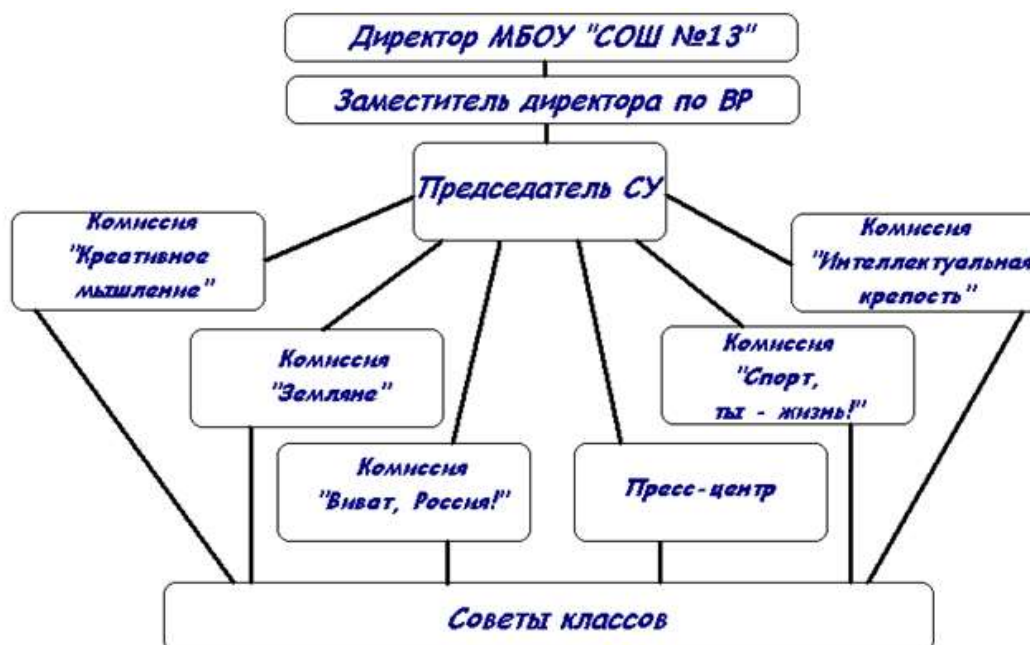 Директор МБОУ "СОШ №13"
Заместитель директора по ВР
Председатель СУ
Комиссия
"Креативное
мышление"
Комиссия
"Интеллектуальная
крепость"
Комиссия
"Земляне"
Комиссия
"Спорт,
ты - жизнь!"
Комиссия
"Виват, Россия!"
Пресс-центр
Советы классов